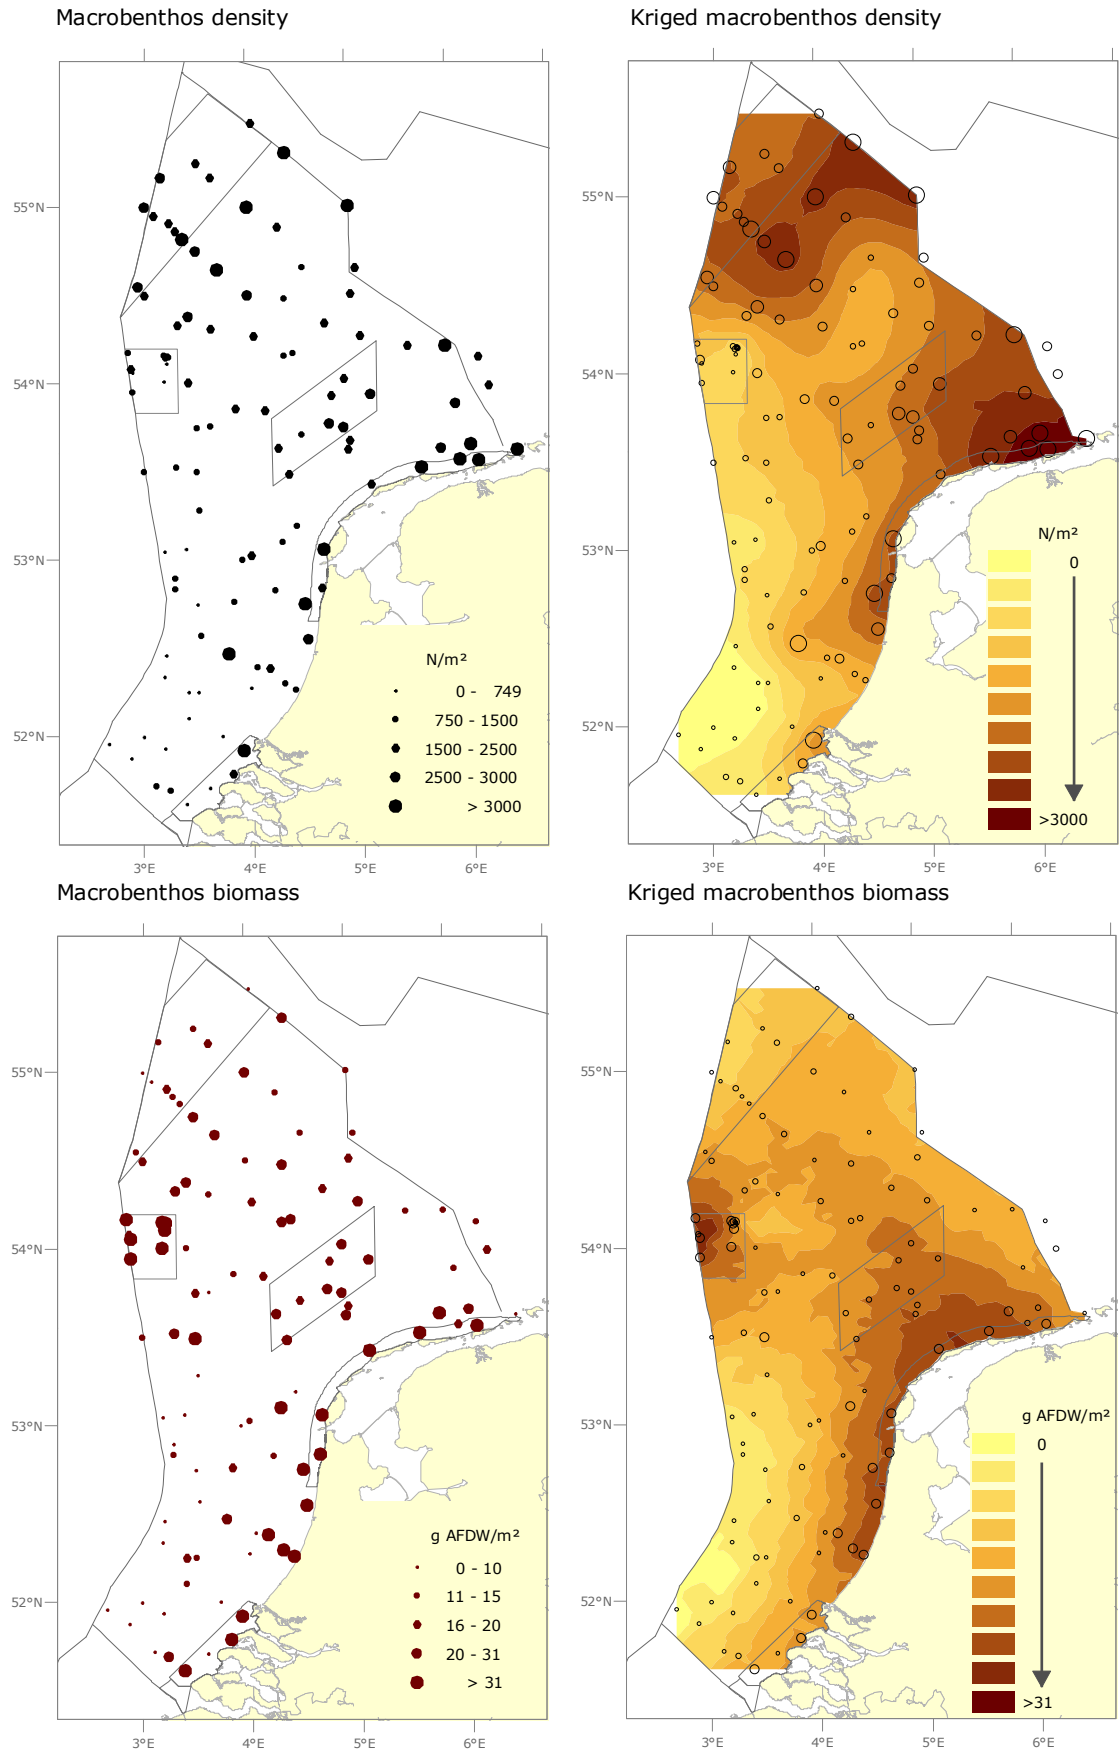 Macrobenthos density
Kriged macrobenthos density
55°N
54°N
53°N
52°N
3°E
4°E
5°E
6°E
N/m²
0 - 749
750 - 1500
1500 - 2500
2500 - 3000
> 3000
55°N
54°N
53°N
52°N
3°E
4°E
5°E
6°E
N/m²
0
>3000
Macrobenthos biomass
Kriged macrobenthos biomass
55°N
54°N
53°N
52°N
3°E
4°E
5°E
6°E
g AFDW/m²
0 - 10
11 - 15
16 - 20
20 - 31
> 31
55°N
54°N
53°N
52°N
3°E
4°E
5°E
6°E
g AFDW/m²
0
>31